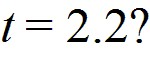 t = 2.2?